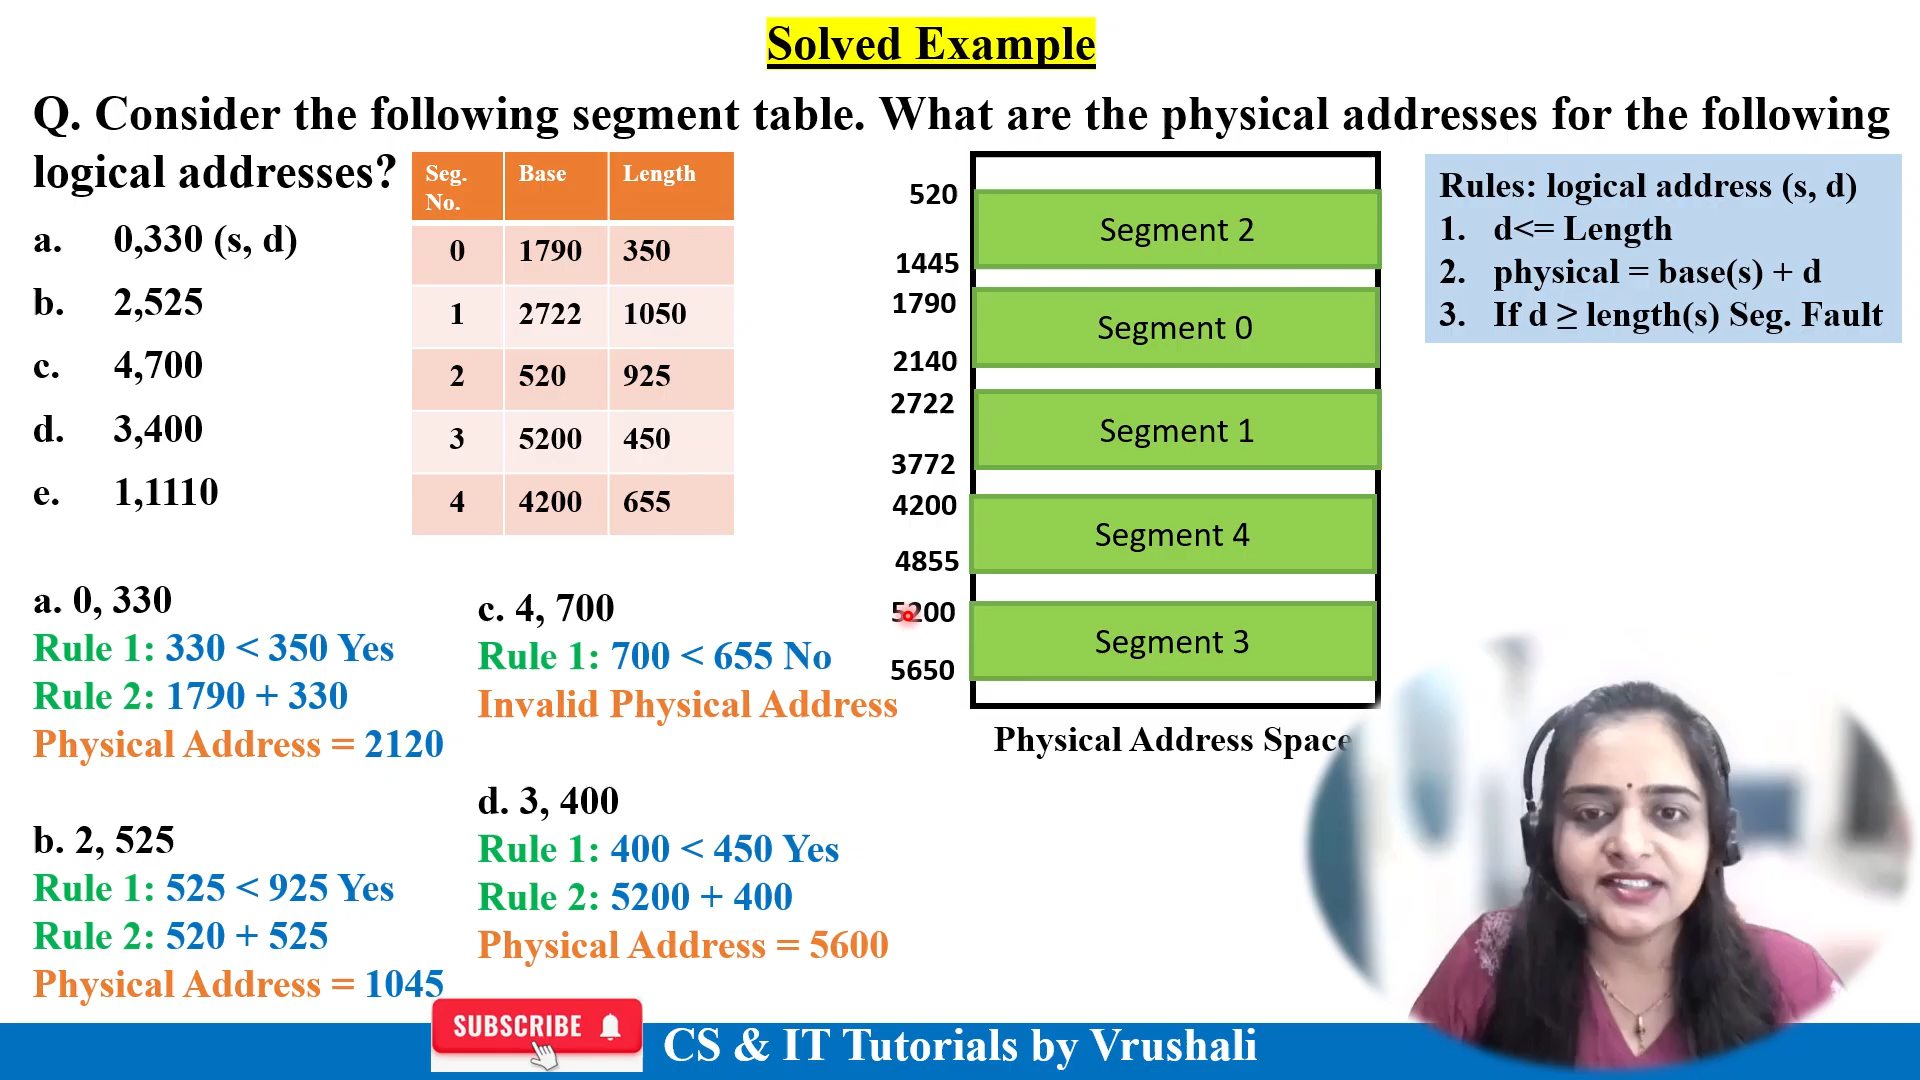 Solved Example
Q. Consider the following segment table. What are the physical addresses for the following
logical addresses?
a. 0,330 (s, d)
b. 2,525
c. 4,700
d. 3,400
e. 1,1110
Seg. No. Base Length
0 1790 350
1 2722 1050
2 520 925
3 5200 450
4 4200 655
520
Segment 2
1445
1790
Segment 0
2140
2722
Segment 1
3772
4200
Segment 4
4855
5200
Segment 3
5650
Physical Address Space
Rules: logical address (s, d)
1. d<= Length
2. physical = base(s) + d
3. If d ≥ length(s) Seg. Fault
a. 0, 330
Rule 1: 330 < 350 Yes
Rule 2: 1790 + 330
Physical Address = 2120
b. 2, 525
Rule 1: 525 < 925 Yes
Rule 2: 520 + 525
Physical Address = 1045
c. 4, 700
Rule 1: 700 < 655 No
Invalid Physical Address
d. 3, 400
Rule 1: 400 < 450 Yes
Rule 2: 5200 + 400
Physical Address = 5600
SUBSCRIBE
CS & IT Tutorials by Vrushali